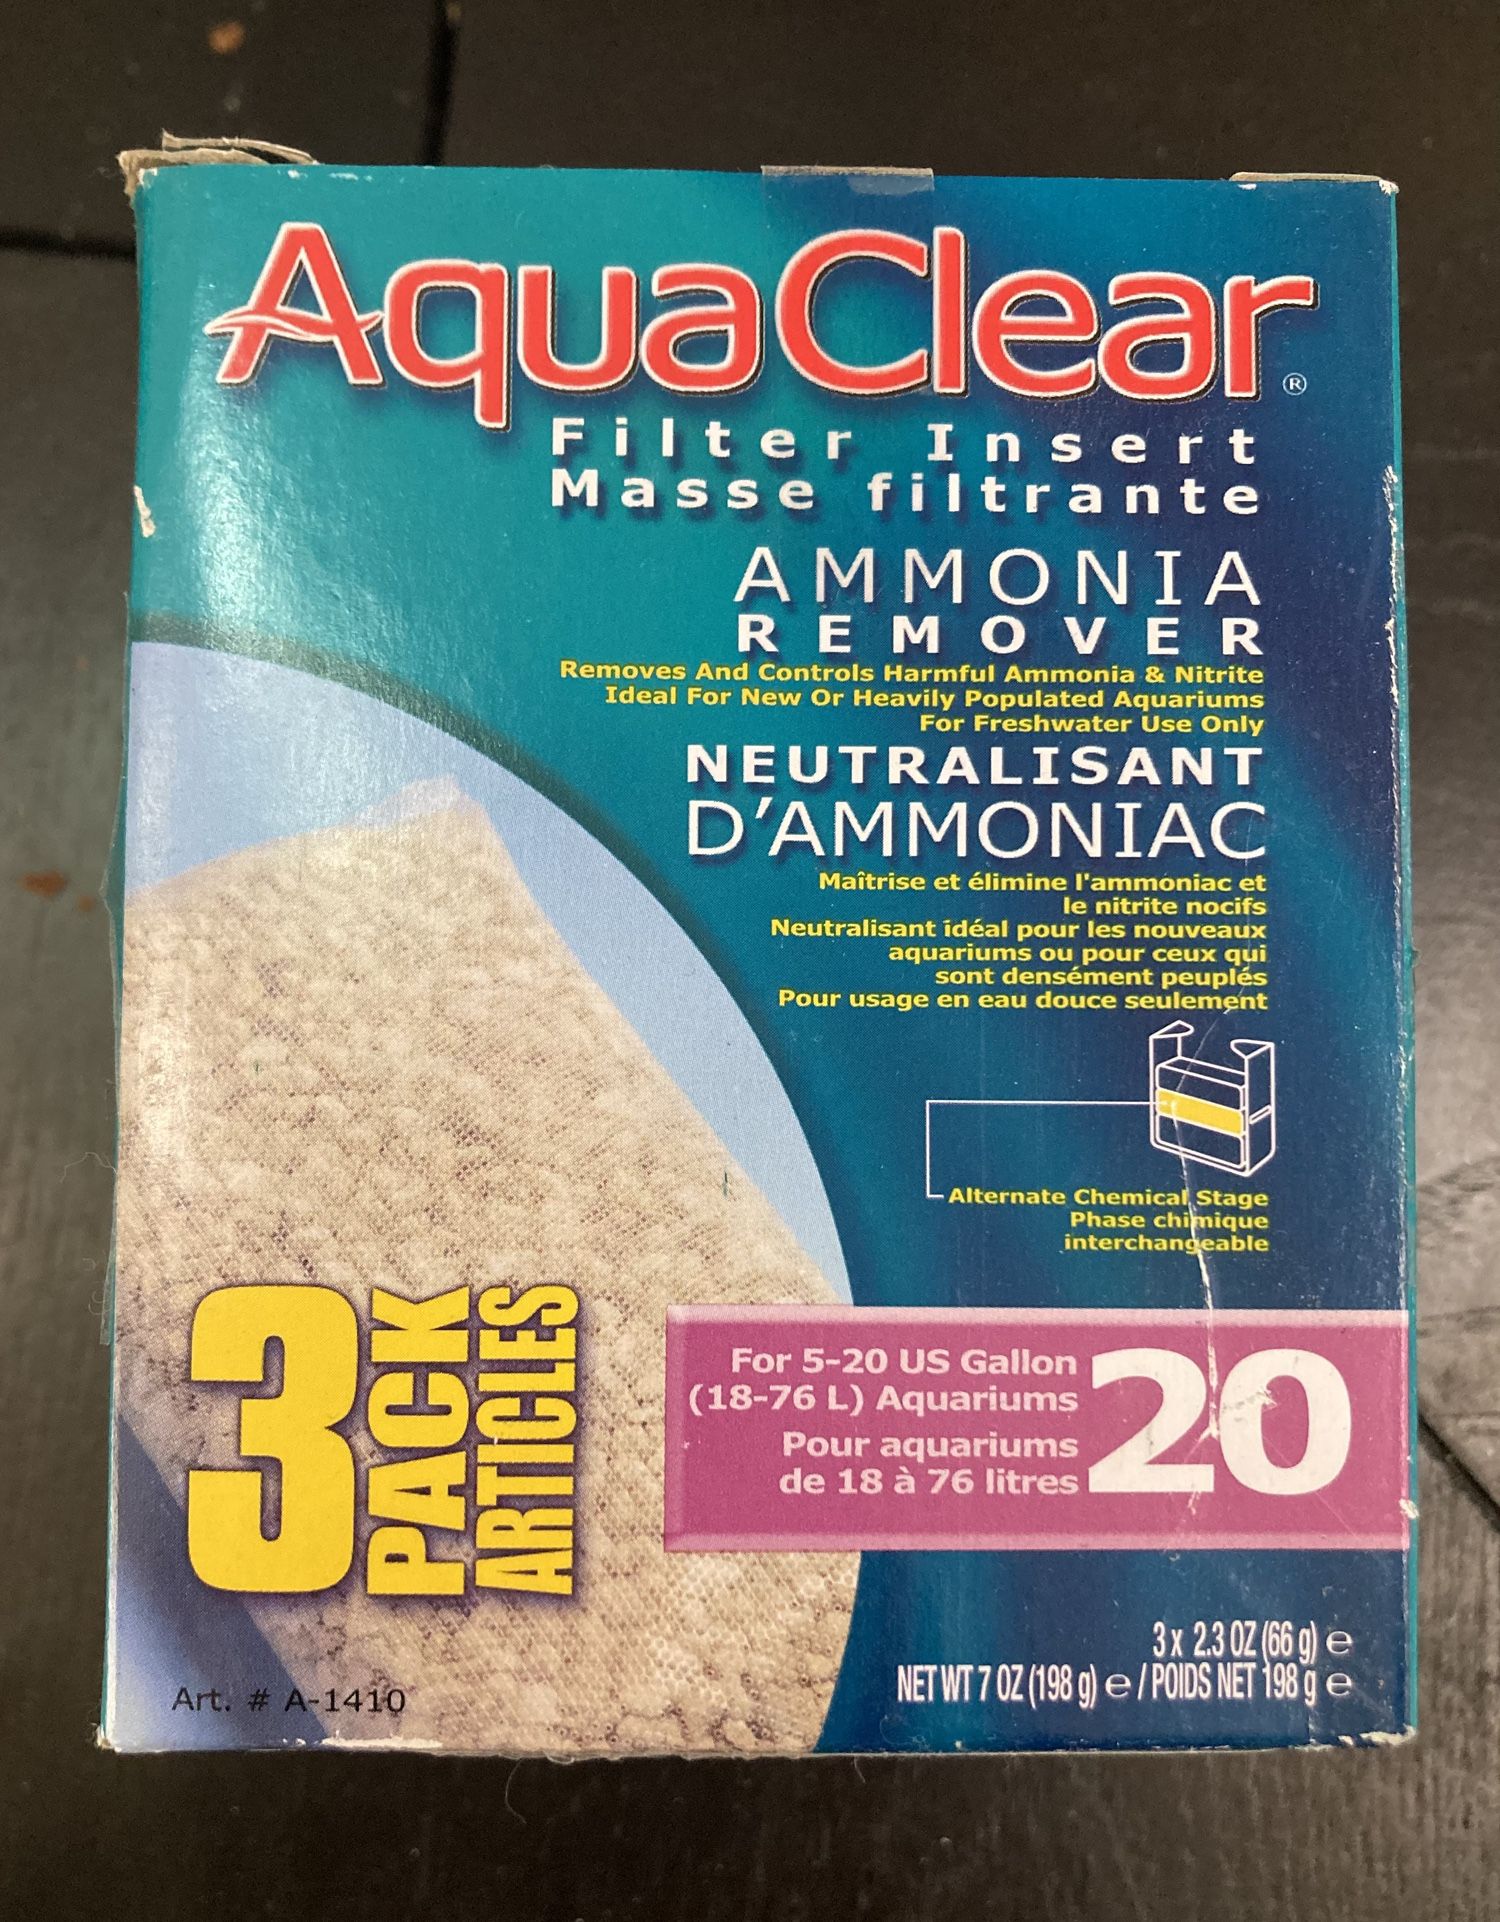 AquaClear®
Filter Insert
Masse filtrante
AMMONIA
REMOVER
Removes And Controls Harmful Ammonia & Nitrite
Ideal For New Or Heavily Populated Aquariums
For Freshwater Use Only
NEUTRALISANT
D'AMMONIAC
Maîtrise et élimine l'ammoniac et
le nitrite nocifs
Neutralisant idéal pour les nouveaux
aquariums ou pour ceux qui
sont densément peuplés
Pour usage en eau douce seulement
Alternate Chemical Stage
Phase chimique
interchangeable
3 PACK
ARTICLES
For 5-20 US Gallon
(18-76 L) Aquariums
Pour aquariums
de 18 à 76 litres
20
3 x 2.3 OZ (66 g) ℮
NET WT 7 OZ (198 g) ℮ / POIDS NET 198 g ℮
Art. # A-1410